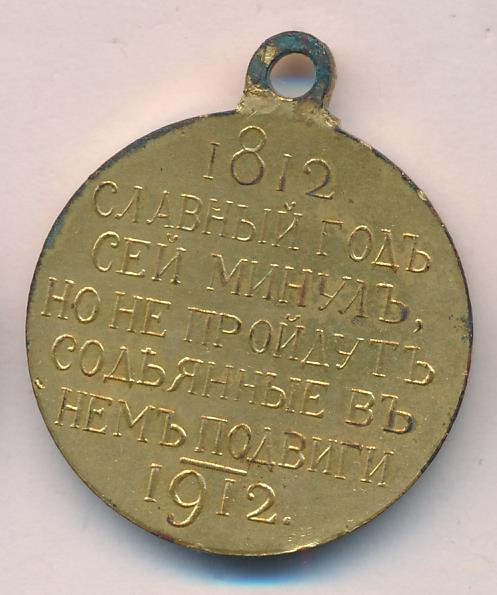 1812
СЛАВНЫЙ ГОДЪ
СЕЙ МИНУЛЪ,
НО НЕ ПРОЙДУТЪ
СОДѢЯННЫЕ ВЪ
НЕМЪ ПОДВИГИ
1912.